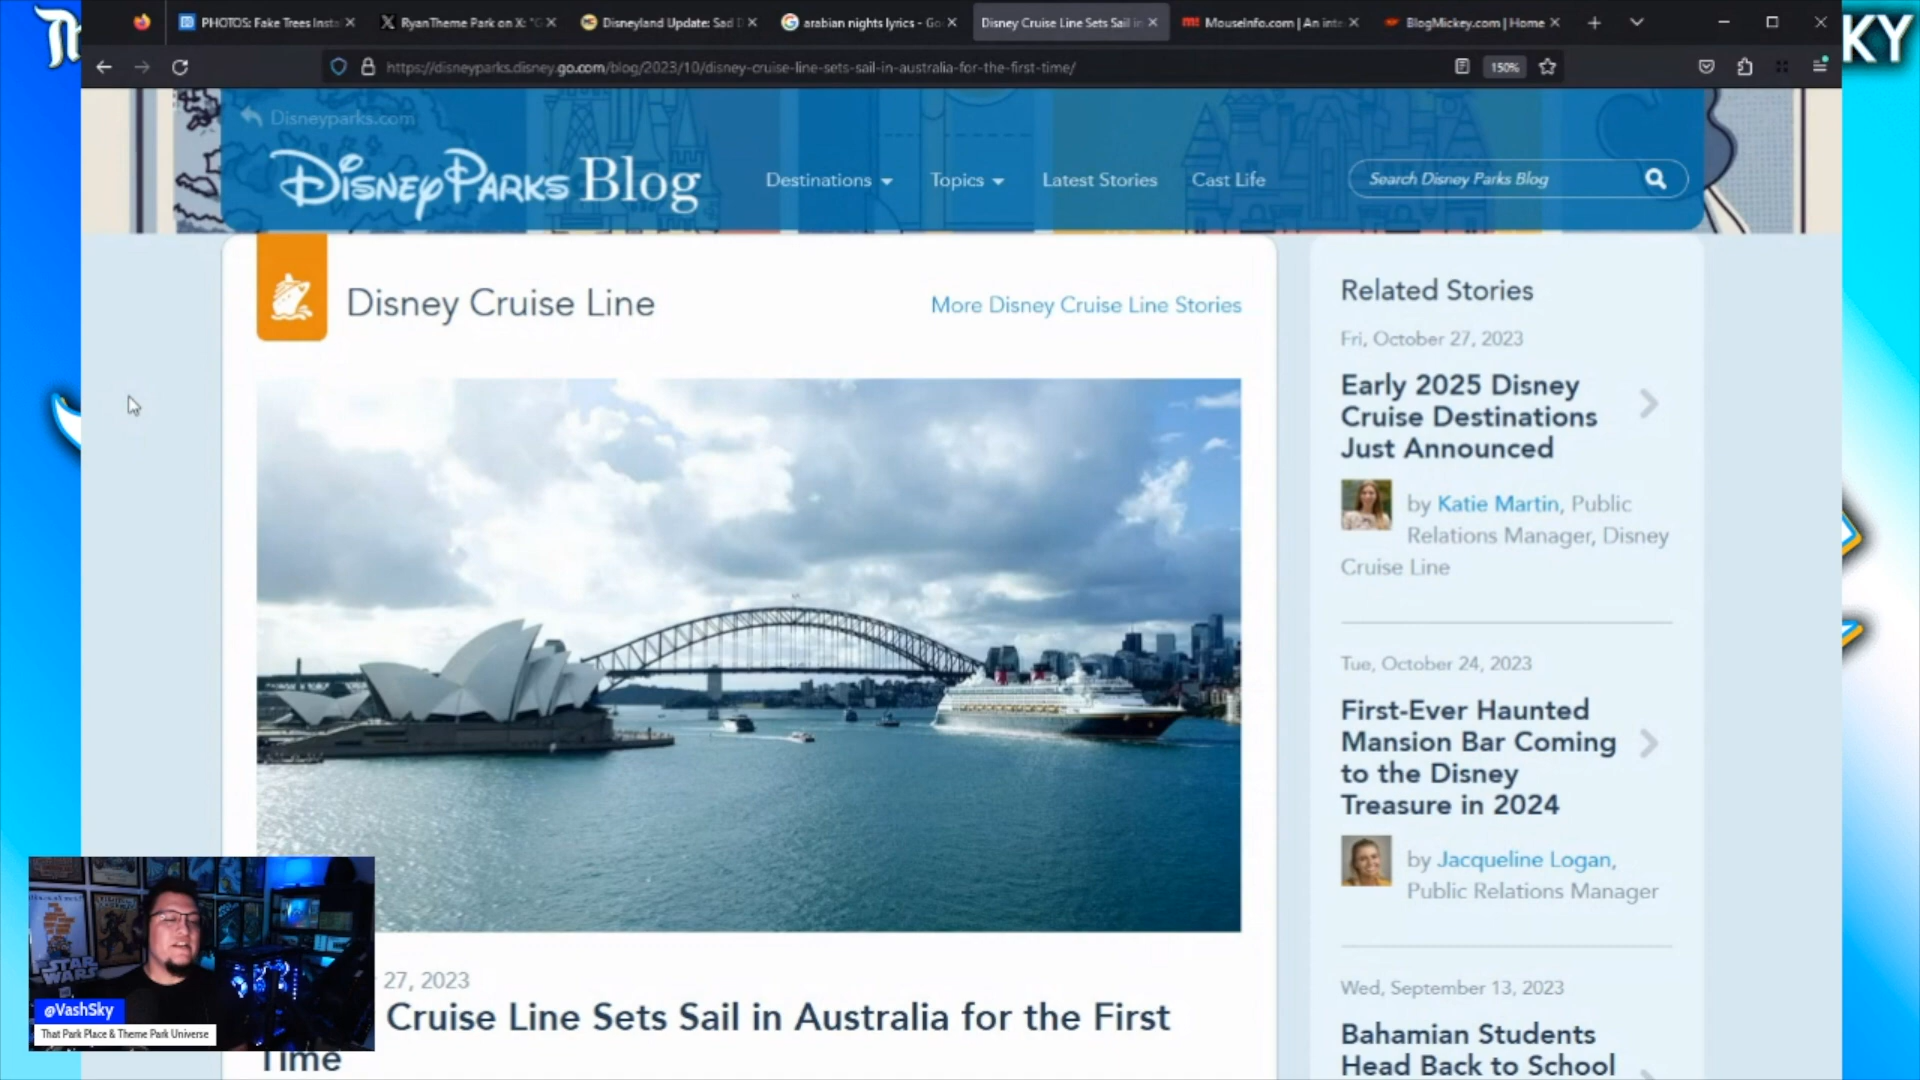 PHOTOS: Fake Trees Insta
RyanTheme Park on X: "G
Disneyland Update: Sad D
arabian nights lyrics - Go
Disney Cruise Line Sets Sail in
MouseInfo.com | An inte
BlogMickey.com | Home
https://disneyparks.disney.go.com/blog/2023/10/disney-cruise-line-sets-sail-in-australia-for-the-first-time/
150%
KY
Disneyparks.com
Disney Parks Blog
Destinations
Topics
Latest Stories
Cast Life
Search Disney Parks Blog
Disney Cruise Line
More Disney Cruise Line Stories
27, 2023
Cruise Line Sets Sail in Australia for the First
Time
Related Stories
Fri, October 27, 2023
Early 2025 Disney
Cruise Destinations
Just Announced
by Katie Martin, Public
Relations Manager, Disney
Cruise Line
Tue, October 24, 2023
First-Ever Haunted
Mansion Bar Coming
to the Disney
Treasure in 2024
by Jacqueline Logan,
Public Relations Manager
Wed, September 13, 2023
Bahamian Students
Head Back to School
STAR
WARS
@VashSky
That Park Place & Theme Park Universe